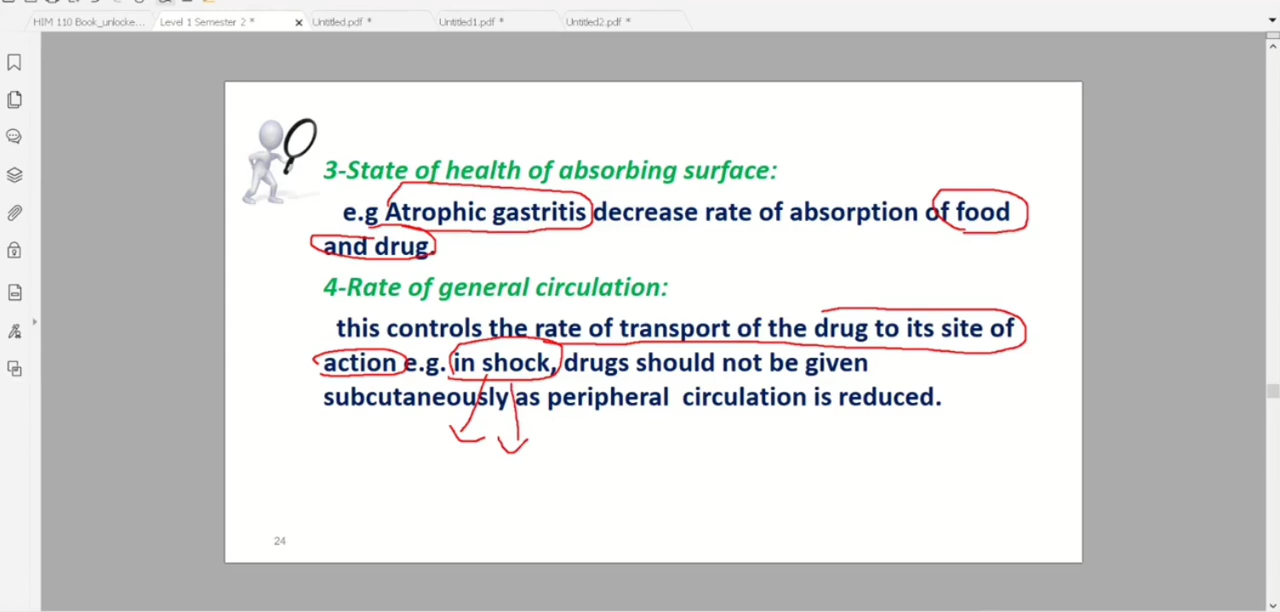 HIM 110 Book_unlocke... Level 1 Semester 2 * Untitled.pdf * Untitled1.pdf * Untitled2.pdf *
3-State of health of absorbing surface:
e.g Atrophic gastritis decrease rate of absorption of food
and drug.
4-Rate of general circulation:
this controls the rate of transport of the drug to its site of
action e.g. in shock, drugs should not be given
subcutaneously as peripheral circulation is reduced.
24